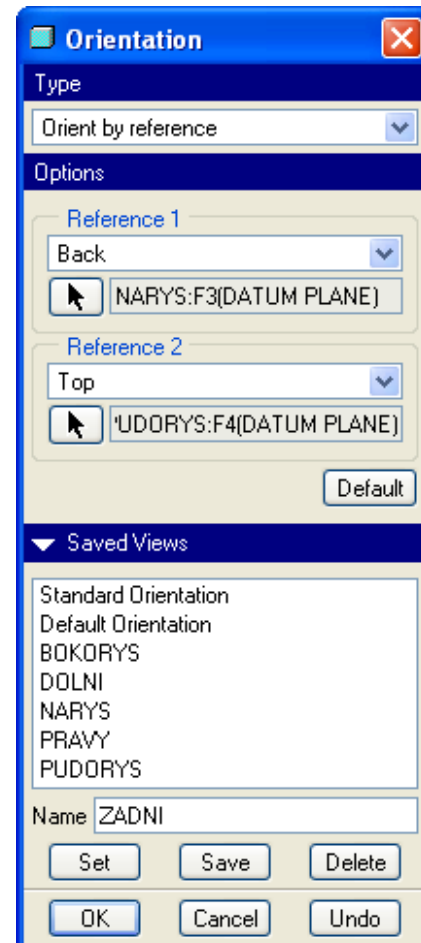 Orientation
Type
Orient by reference
Options
Reference 1
Back
NARYS:F3(DATUM PLANE)
Reference 2
Top
'UDORYS:F4(DATUM PLANE)
Default
Saved Views
Standard Orientation
Default Orientation
BOKORYS
DOLNI
NARYS
PRAVY
PUDORYS
Name ZADNI
Set Save Delete
OK Cancel Undo